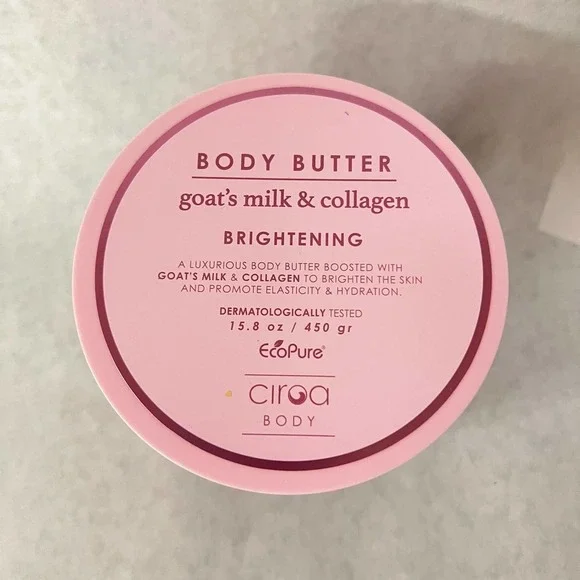 BODY BUTTER
goat's milk & collagen
BRIGHTENING
A LUXURIOUS BODY BUTTER BOOSTED WITH
GOAT'S MILK & COLLAGEN TO BRIGHTEN THE SKIN
AND PROMOTE ELASTICITY & HYDRATION.
DERMATOLOGICALLY TESTED
15.8 oz / 450 gr
EcoPure®
ciroa
BODY